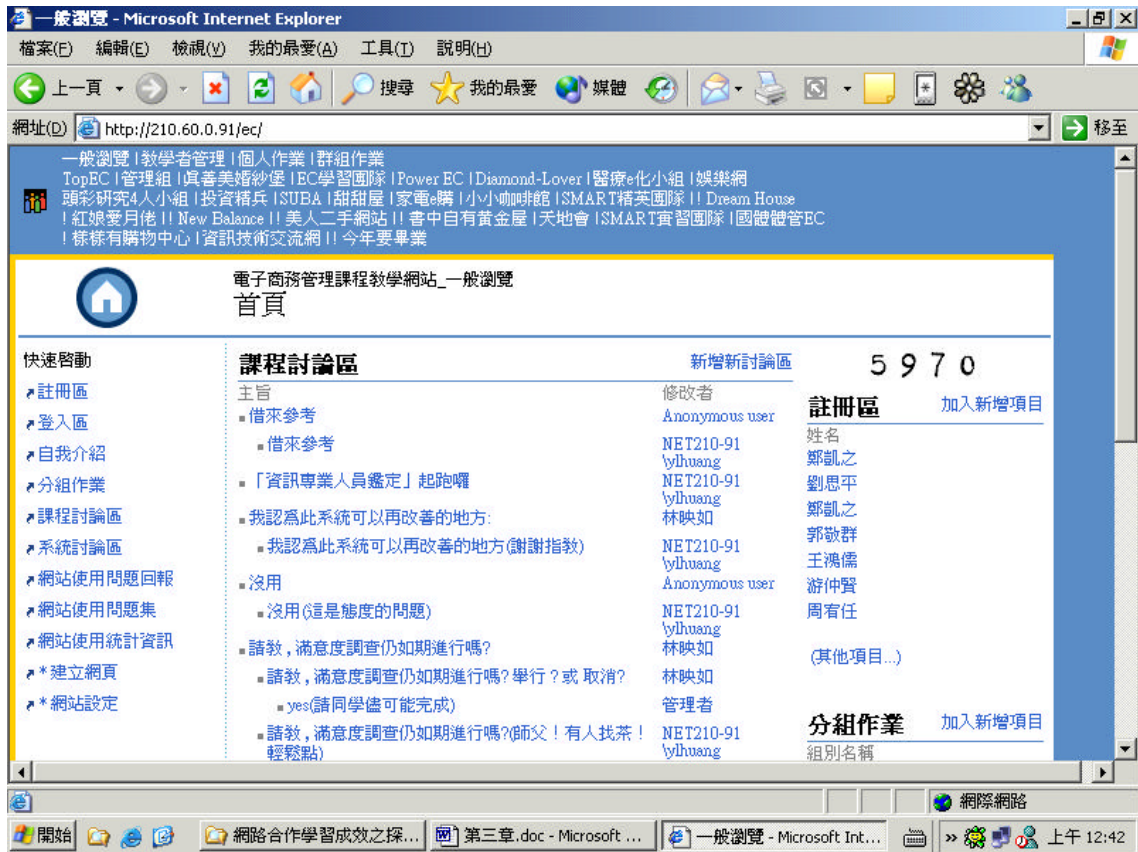 一般瀏覽 - Microsoft Internet Explorer
檔案(F) 編輯(E) 檢視(V) 我的最愛(A) 工具(T) 說明(H)
上一頁 搜尋 我的最愛 媒體
網址(D) http://210.60.0.91/ec/ 移至
一般瀏覽 | 教學者管理 | 個人作業 | 群組作業
TopEC | 管理組 | 真善美婚紗堡 | EC學習團隊 | Power EC | Diamond-Lover | 醫療e化小組 | 娛樂網
頭彩研究4人小組 | 投資精兵 | SUBA | 甜甜屋 | 家電e購 | 小小咖啡館 | SMART精英團隊 | ! Dream House
! 紅娘愛月佬 | ! New Balance | ! 美人二手網站 | ! 書中自有黃金屋 | 天地會 | SMART實習團隊 | 國體體管EC
! 樣樣有購物中心 | 資訊技術交流網 | ! 今年要畢業
電子商務管理課程教學網站_一般瀏覽
首頁
快速啓動
註冊區
登入區
自我介紹
分組作業
課程討論區
系統討論區
網站使用問題回報
網站使用問題集
網站使用統計資訊
*建立網頁
*網站設定
課程討論區 新增新討論區
主旨 修改者
借來參考 Anonymous user
借來參考 NET210-91
\ylhuang
「資訊專業人員鑑定」起跑囉 NET210-91
\ylhuang
我認爲此系統可以再改善的地方: 林映如
我認爲此系統可以再改善的地方(謝謝指教) NET210-91
\ylhuang
沒用 Anonymous user
沒用(這是態度的問題) NET210-91
\ylhuang
請教,滿意度調查仍如期進行嗎? 林映如
請教,滿意度調查仍如期進行嗎?舉行?或 取消? 林映如
yes(請同學儘可能完成) 管理者
請教,滿意度調查仍如期進行嗎?(師父!有人找茶! NET210-91
輕鬆點) \ylhuang
5970
註冊區 加入新增項目
姓名
鄭凱之
劉思平
鄭凱之
郭敬群
王鴻儒
游仲賢
周宥任
(其他項目...)
分組作業 加入新增項目
組別名稱
網際網路
開始 網路合作學習成效之探... 第三章.doc - Microsoft ... 一般瀏覽 - Microsoft Int... 上午 12:42